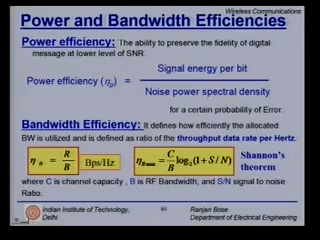 Wireless Communications
Power and Bandwidth Efficiencies
Power efficiency: The ability to preserve the fidelity of digital
message at lower level of SNR.
Power efficiency (ηp) = Signal energy per bit / Noise power spectral density
for a certain probability of Error.
Bandwidth Efficiency: It defines how efficiently the allocated
BW is utilized and is defined as ratio of the throughput data rate per Hertz.
η B = R / B Bps/Hz η Bmax = C / B log2(1 + S / N) Shannon's
theorem
where C is channel capacity , B is RF Bandwidth, and S/N signal to noise
Ratio.
Indian Institute of Technology, Ranjan Bose
Delhi Department of Electrical Engineering